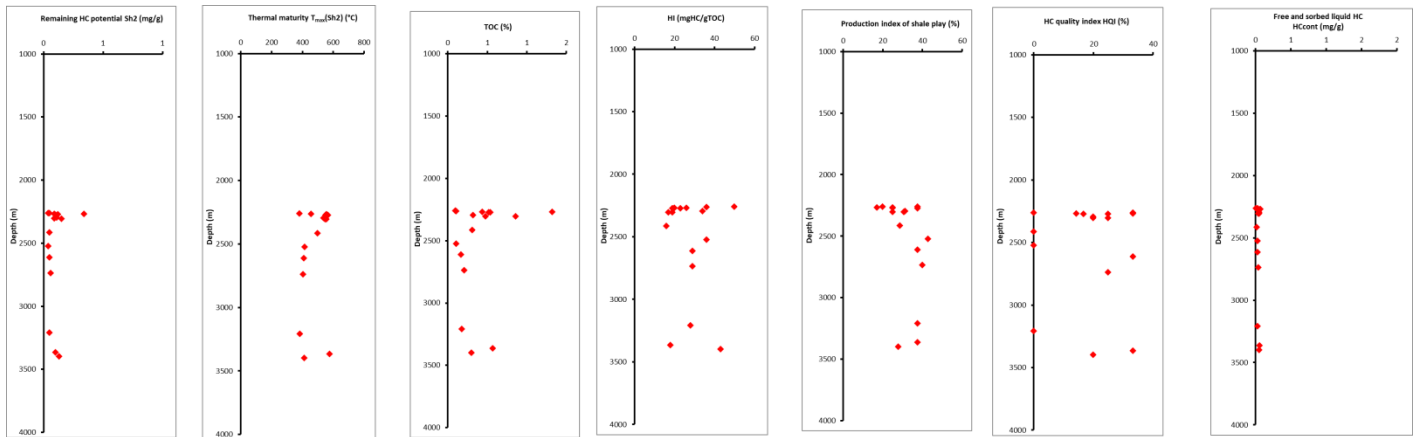 Remaining HC potential Sh2 (mg/g)
0 1 1
1000
1500
2000
2500
3000
3500
4000
Depth (m)
Thermal maturity Tmax(Sh2) (°C)
0 200 400 600 800
1000
1500
2000
2500
3000
3500
4000
Depth (m)
TOC (%)
0 1 1 2
1000
1500
2000
2500
3000
3500
4000
Depth (m)
HI (mgHC/gTOC)
0 20 40 60
1000
1500
2000
2500
3000
3500
4000
Depth (m)
Production index of shale play (%)
0 20 40 60
1000
1500
2000
2500
3000
3500
4000
Depth (m)
HC quality index HQI (%)
0 20 40
1000
1500
2000
2500
3000
3500
4000
Depth (m)
Free and sorbed liquid HC
HCcont (mg/g)
0 1 1 2 2
1000
1500
2000
2500
3000
3500
4000
Depth (m)